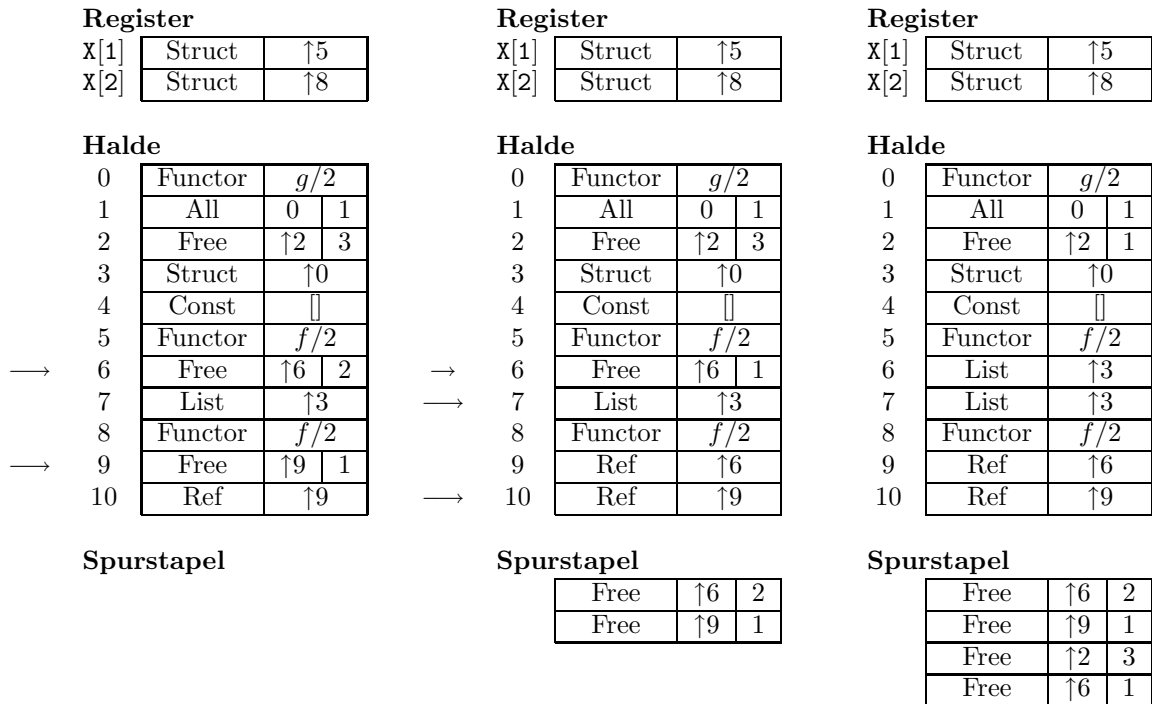 Register Register Register
X[1] Struct ↑5 X[1] Struct ↑5 X[1] Struct ↑5
X[2] Struct ↑8 X[2] Struct ↑8 X[2] Struct ↑8
Halde Halde Halde
0 Functor g/2 0 Functor g/2 0 Functor g/2
1 All 0 1 1 All 0 1 1 All 0 1
2 Free ↑2 3 2 Free ↑2 3 2 Free ↑2 1
3 Struct ↑0 3 Struct ↑0 3 Struct ↑0
4 Const [] 4 Const [] 4 Const []
5 Functor f/2 5 Functor f/2 5 Functor f/2
→ 6 Free ↑6 2 → 6 Free ↑6 1 6 List ↑3
7 List ↑3 → 7 List ↑3 7 List ↑3
8 Functor f/2 8 Functor f/2 8 Functor f/2
→ 9 Free ↑9 1 9 Ref ↑6 9 Ref ↑6
10 Ref ↑9 → 10 Ref ↑9 10 Ref ↑9
Spurstapel Spurstapel Spurstapel
Free ↑6 2 Free ↑6 2
Free ↑9 1 Free ↑9 1
Free ↑2 3
Free ↑6 1